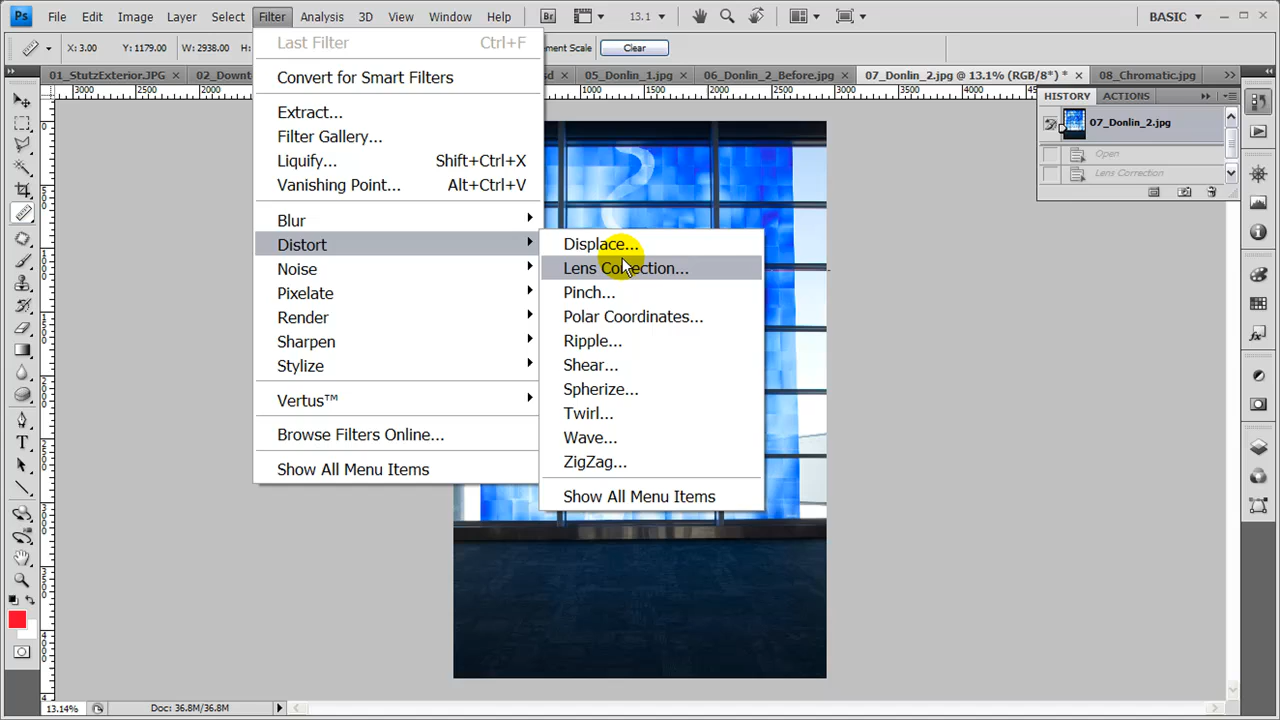 Ps File Edit Image Layer Select Filter Analysis 3D View Window Help Br 13.1 BASIC
X: 3.00 Y: 1179.00 W: 2938.00 ement Scale Clear
01_StutzExterior.JPG × 02_Downt sd × 05_Donlin_1.jpg × 06_Donlin_2_Before.jpg × 07_Donlin_2.jpg @ 13.1% (RGB/8*) * × 08_Chromatic.jpg
3000 2000 1000 1500 2000 2500 3000 3500 4000
Last Filter Ctrl+F
Convert for Smart Filters
Extract...
Filter Gallery...
Liquify... Shift+Ctrl+X
Vanishing Point... Alt+Ctrl+V
Blur
Distort
Noise
Pixelate
Render
Sharpen
Stylize
Vertus™
Browse Filters Online...
Show All Menu Items
Displace...
Lens Correction...
Pinch...
Polar Coordinates...
Ripple...
Shear...
Spherize...
Twirl...
Wave...
ZigZag...
Show All Menu Items
HISTORY ACTIONS
07_Donlin_2.jpg
Open
Lens Correction
13.14% Doc: 36.8M/36.8M